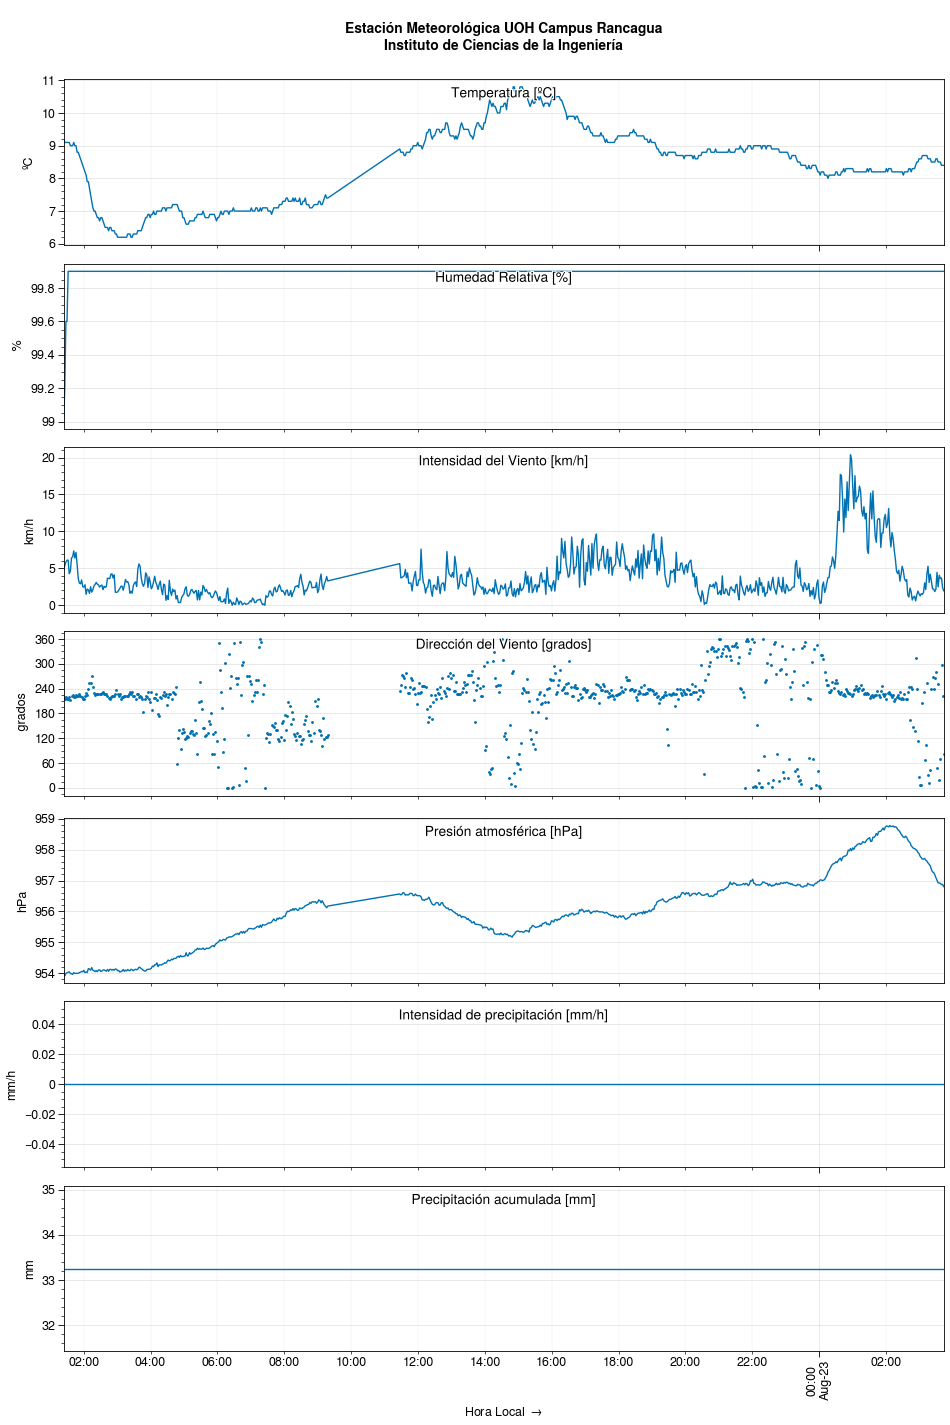 Estación Meteorológica UOH Campus Rancagua
Instituto de Ciencias de la Ingeniería
Temperatura [ºC]
ºC
11
10
9
8
7
6
Humedad Relativa [%]
%
99.8
99.6
99.4
99.2
99
Intensidad del Viento [km/h]
km/h
20
15
10
5
0
Dirección del Viento [grados]
grados
360
300
240
180
120
60
0
Presión atmosférica [hPa]
hPa
959
958
957
956
955
954
Intensidad de precipitación [mm/h]
mm/h
0.04
0.02
0
−0.02
−0.04
Precipitación acumulada [mm]
mm
35
34
33
32
02:00 04:00 06:00 08:00 10:00 12:00 14:00 16:00 18:00 20:00 22:00 00:00 02:00
Aug-23
Hora Local →